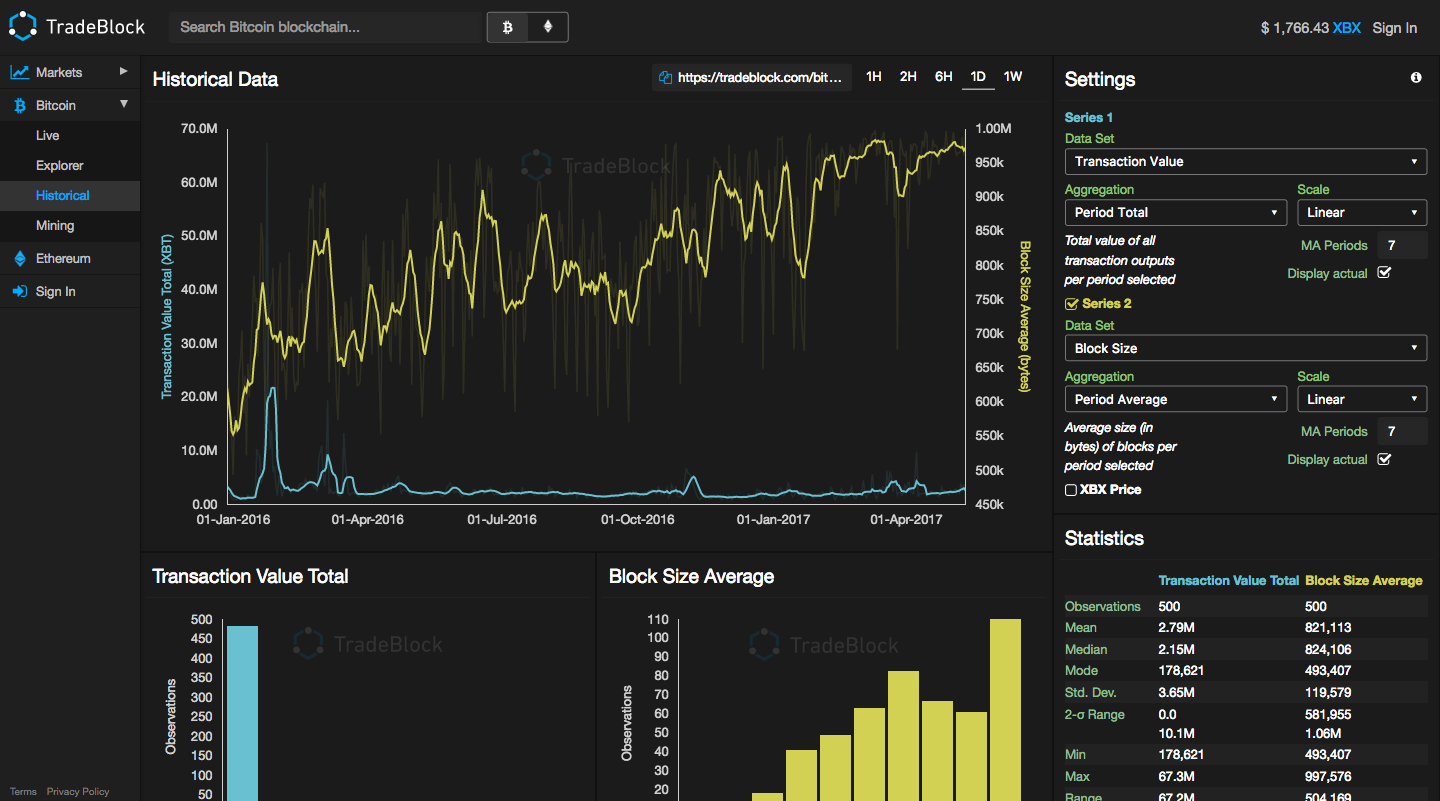 TradeBlock
Search Bitcoin blockchain...
$ 1,766.43 XBX Sign In
Markets
Bitcoin
Live
Explorer
Historical
Mining
Ethereum
Sign In
Terms Privacy Policy
Historical Data
https://tradeblock.com/bit...
1H 2H 6H 1D 1W
TradeBlock
Transaction Value Total (XBT)
70.0M
60.0M
50.0M
40.0M
30.0M
20.0M
10.0M
0.00
1.00M
950k
900k
850k
800k
750k
700k
650k
600k
550k
500k
450k
Block Size Average (bytes)
01-Jan-2016 01-Apr-2016 01-Jul-2016 01-Oct-2016 01-Jan-2017 01-Apr-2017
Transaction Value Total
TradeBlock
Observations
500
450
400
350
300
250
200
150
100
50
Block Size Average
TradeBlock
Observations
110
100
90
80
70
60
50
40
30
20
Settings
Series 1
Data Set
Transaction Value
Aggregation Scale
Period Total Linear
Total value of all
transaction outputs
per period selected
MA Periods 7
Display actual
Series 2
Data Set
Block Size
Aggregation Scale
Period Average Linear
Average size (in
bytes) of blocks per
period selected
MA Periods 7
Display actual
XBX Price
Statistics
Transaction Value Total Block Size Average
Observations 500 500
Mean 2.79M 821,113
Median 2.15M 824,106
Mode 178,621 493,407
Std. Dev. 3.65M 119,579
2-σ Range 0.0 581,955
10.1M 1.06M
Min 178,621 493,407
Max 67.3M 997,576
Range 67.2M 504,169